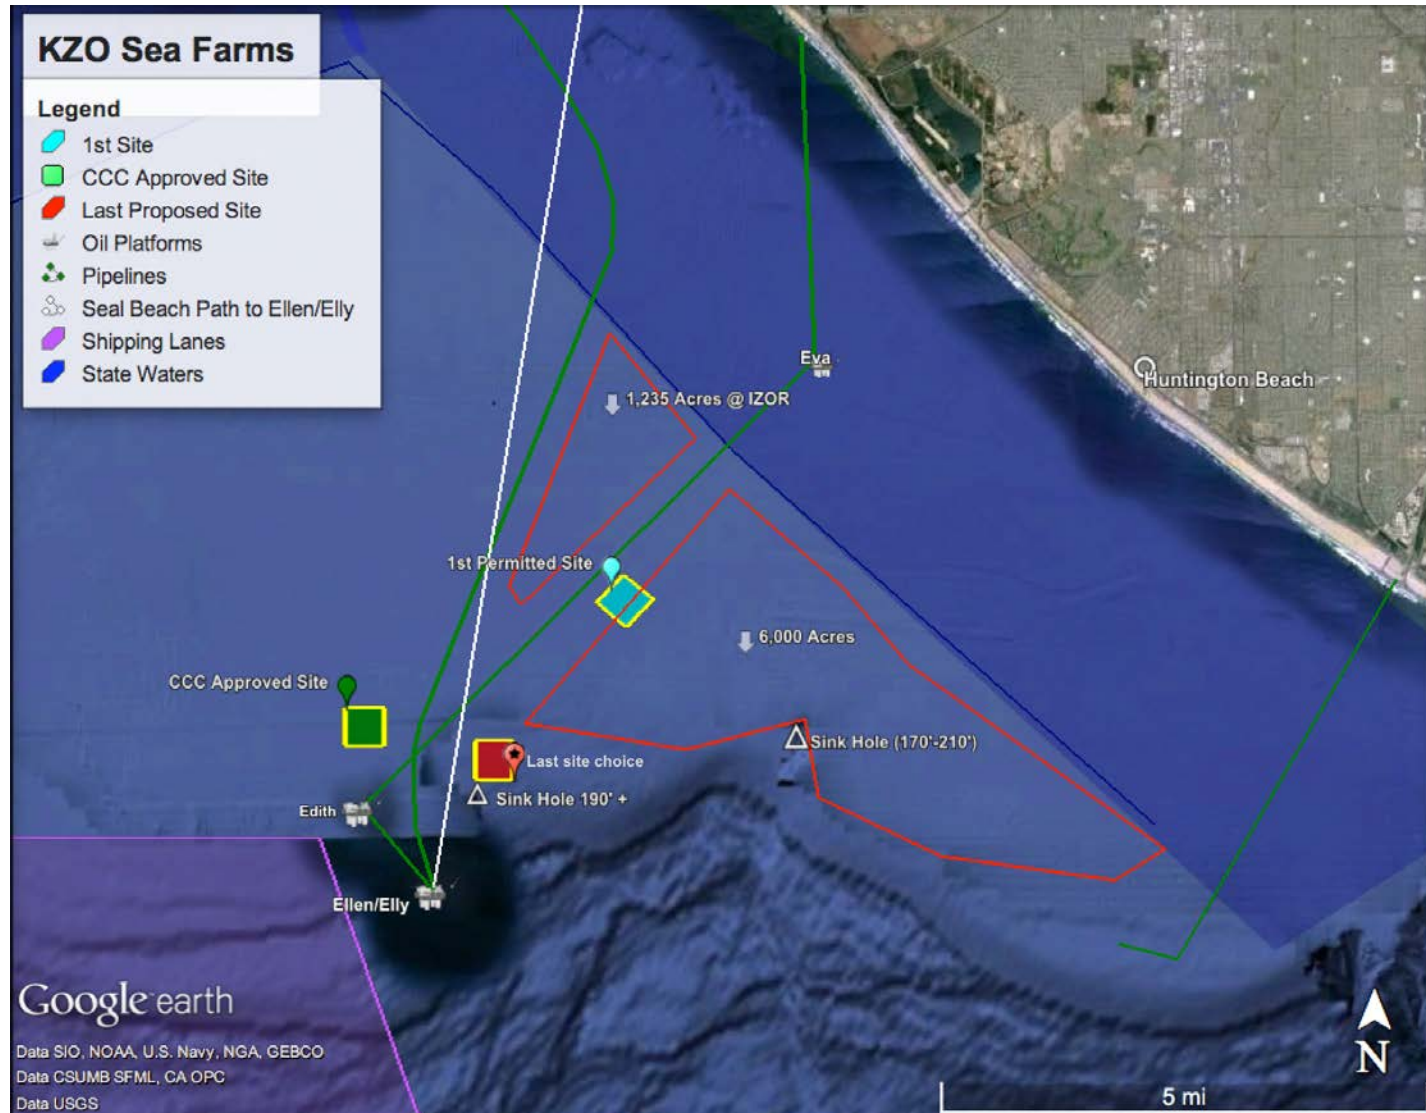 KZO Sea Farms
Legend
1st Site
CCC Approved Site
Last Proposed Site
Oil Platforms
Pipelines
Seal Beach Path to Ellen/Elly
Shipping Lanes
State Waters
Eva
Huntington Beach
1,235 Acres @ IZOR
1st Permitted Site
6,000 Acres
CCC Approved Site
Sink Hole (170'-210')
Last site choice
Sink Hole 190' +
Edith
Ellen/Elly
Google earth
Data SIO, NOAA, U.S. Navy, NGA, GEBCO
Data CSUMB SFML, CA OPC
Data USGS
N
5 mi